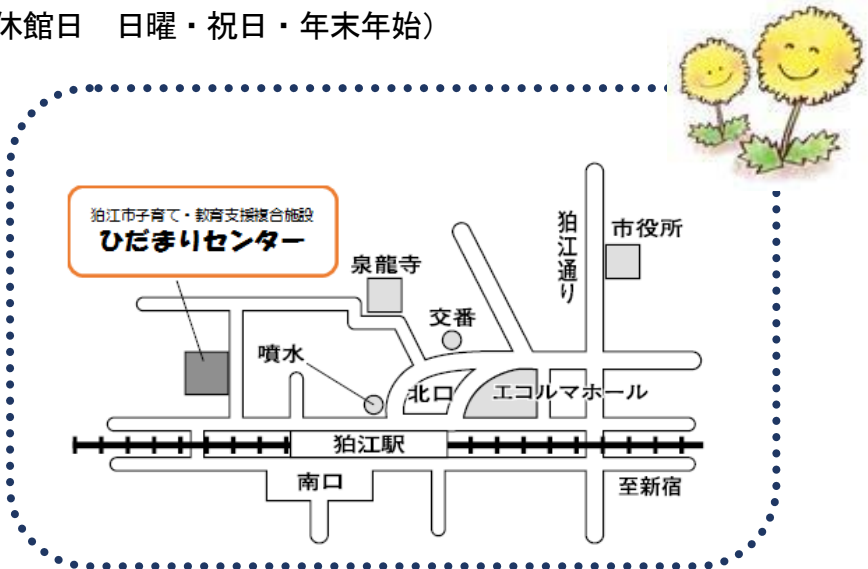 休館日　日曜・祝日・年末年始）
狛江市子育て・教育支援複合施設
ひだまりセンター
泉龍寺
狛江通り
市役所
交番
噴水
北口
エコルマホール
狛江駅
南口
至新宿